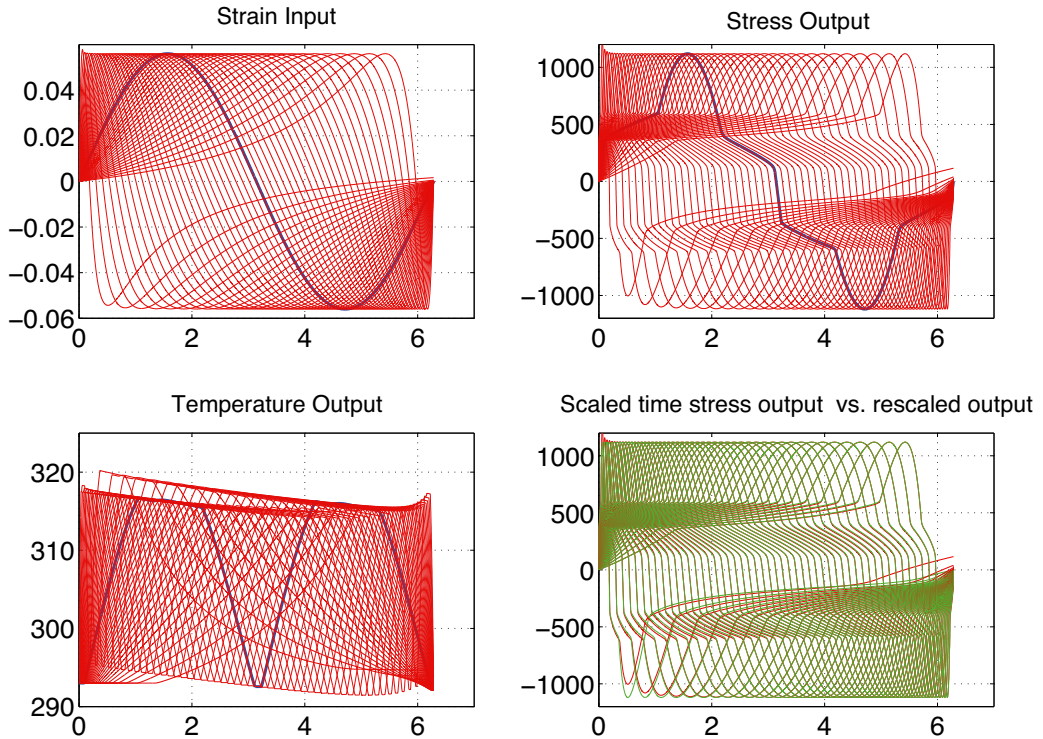 Strain Input
0.04
0.02
0
−0.02
−0.04
−0.06
0 2 4 6
Stress Output
1000
500
0
−500
−1000
0 2 4 6
Temperature Output
320
310
300
290
0 2 4 6
Scaled time stress output vs. rescaled output
1000
500
0
−500
−1000
0 2 4 6